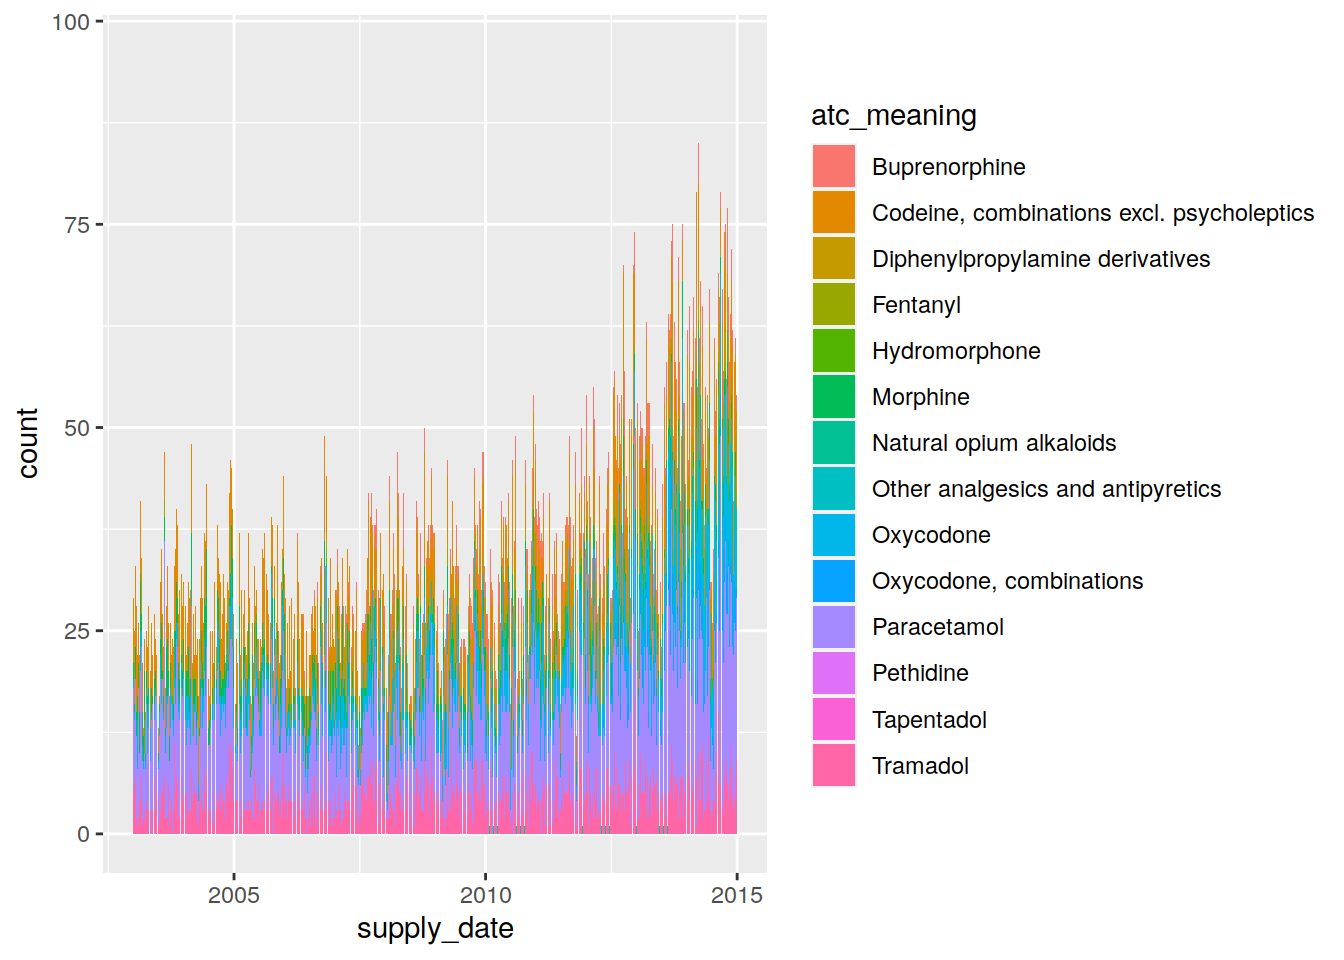 100
75
50
25
0
count
2005
2010
2015
supply_date
atc_meaning
Buprenorphine
Codeine, combinations excl. psycholeptics
Diphenylpropylamine derivatives
Fentanyl
Hydromorphone
Morphine
Natural opium alkaloids
Other analgesics and antipyretics
Oxycodone
Oxycodone, combinations
Paracetamol
Pethidine
Tapentadol
Tramadol